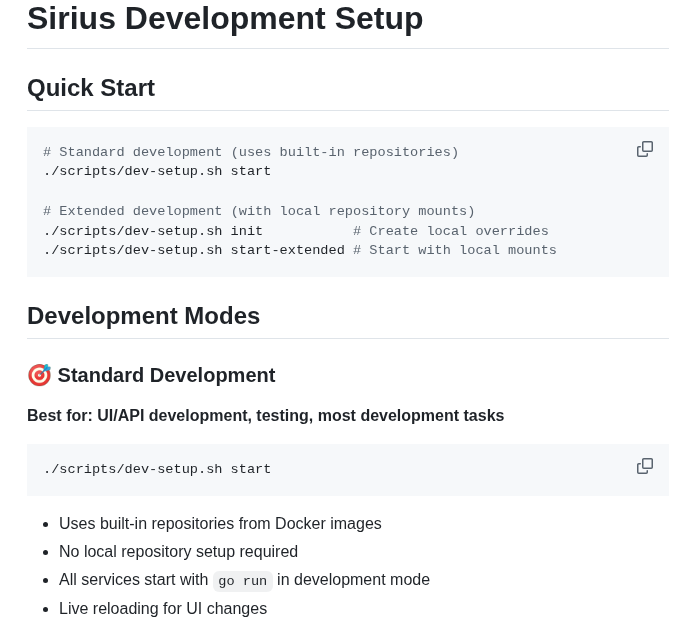 Sirius Development Setup
Quick Start
# Standard development (uses built-in repositories)
./scripts/dev-setup.sh start
# Extended development (with local repository mounts)
./scripts/dev-setup.sh init           # Create local overrides
./scripts/dev-setup.sh start-extended # Start with local mounts
Development Modes
🎯 Standard Development
Best for: UI/API development, testing, most development tasks
./scripts/dev-setup.sh start
• Uses built-in repositories from Docker images
• No local repository setup required
• All services start with go run in development mode
• Live reloading for UI changes